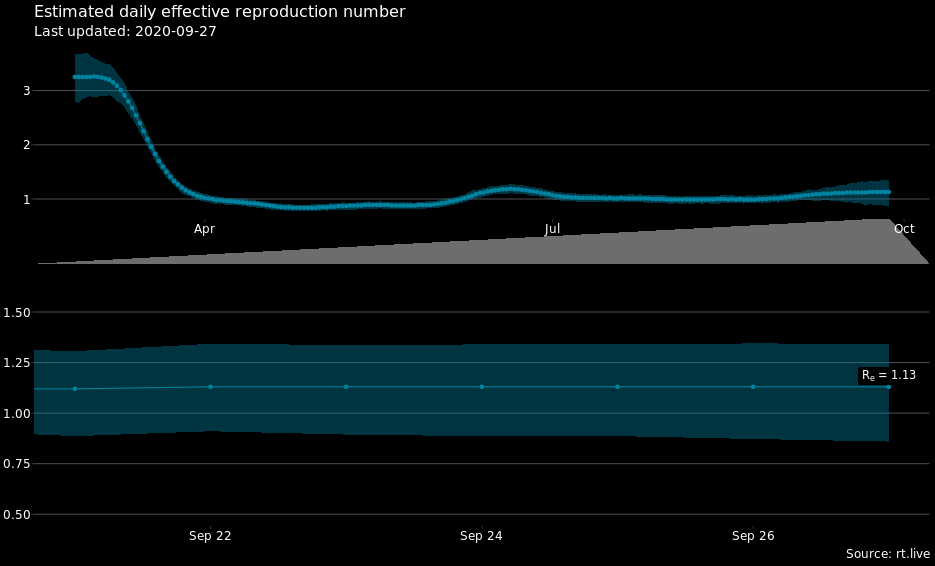 Estimated daily effective reproduction number
Last updated: 2020-09-27
3
2
1
Apr
Jul
Oct
1.50
1.25
Rₑ = 1.13
1.00
0.75
0.50
Sep 22
Sep 24
Sep 26
Source: rt.live